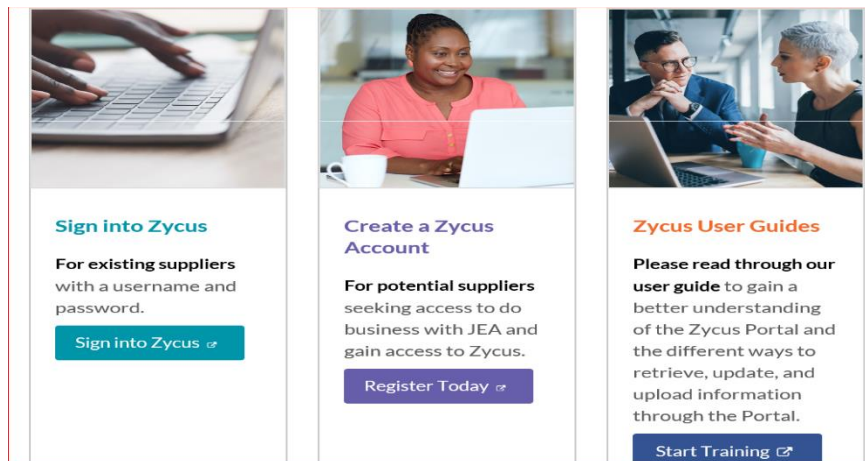 Sign into Zycus
For existing suppliers
with a username and
password.
Sign into Zycus
Create a Zycus
Account
For potential suppliers
seeking access to do
business with JEA and
gain access to Zycus.
Register Today
Zycus User Guides
Please read through our
user guide to gain a
better understanding
of the Zycus Portal and
the different ways to
retrieve, update, and
upload information
through the Portal.
Start Training